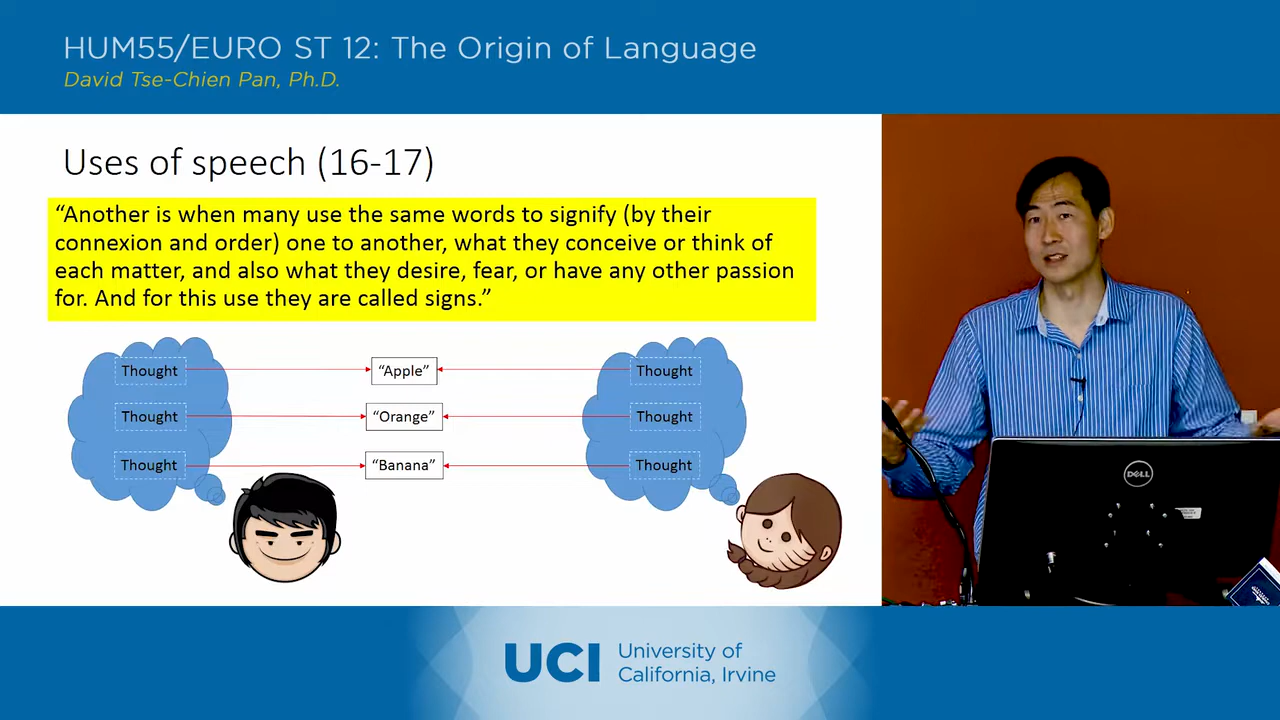 HUM55/EURO ST 12: The Origin of Language
David Tse-Chien Pan, Ph.D.
Uses of speech (16-17)
“Another is when many use the same words to signify (by their
connexion and order) one to another, what they conceive or think of
each matter, and also what they desire, fear, or have any other passion
for. And for this use they are called signs.”
Thought “Apple” Thought
Thought “Orange” Thought
Thought “Banana” Thought
DELL
UCI University of
California, Irvine